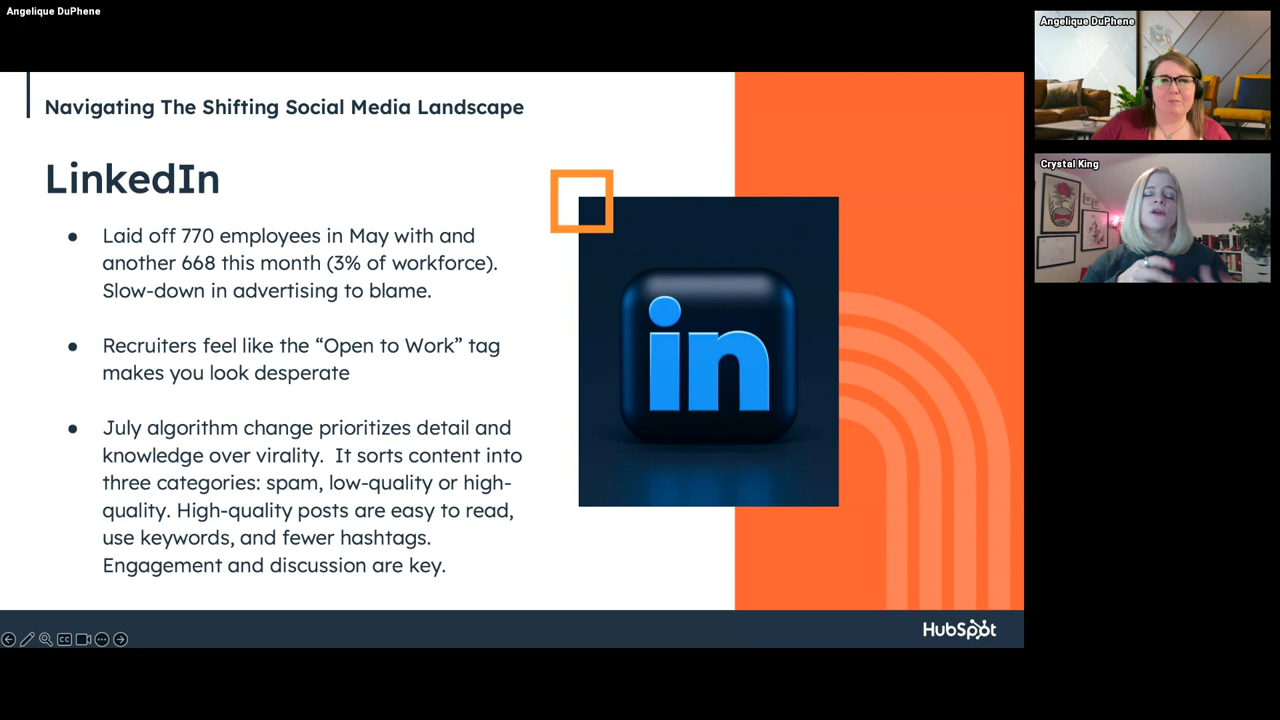 Angelique DuPhene
Angelique DuPhene
Crystal King
Navigating The Shifting Social Media Landscape
LinkedIn
● Laid off 770 employees in May with and
another 668 this month (3% of workforce).
Slow-down in advertising to blame.
● Recruiters feel like the “Open to Work” tag
makes you look desperate
● July algorithm change prioritizes detail and
knowledge over virality.  It sorts content into
three categories: spam, low-quality or high-
quality. High-quality posts are easy to read,
use keywords, and fewer hashtags.
Engagement and discussion are key.
in
CC
HubSpot